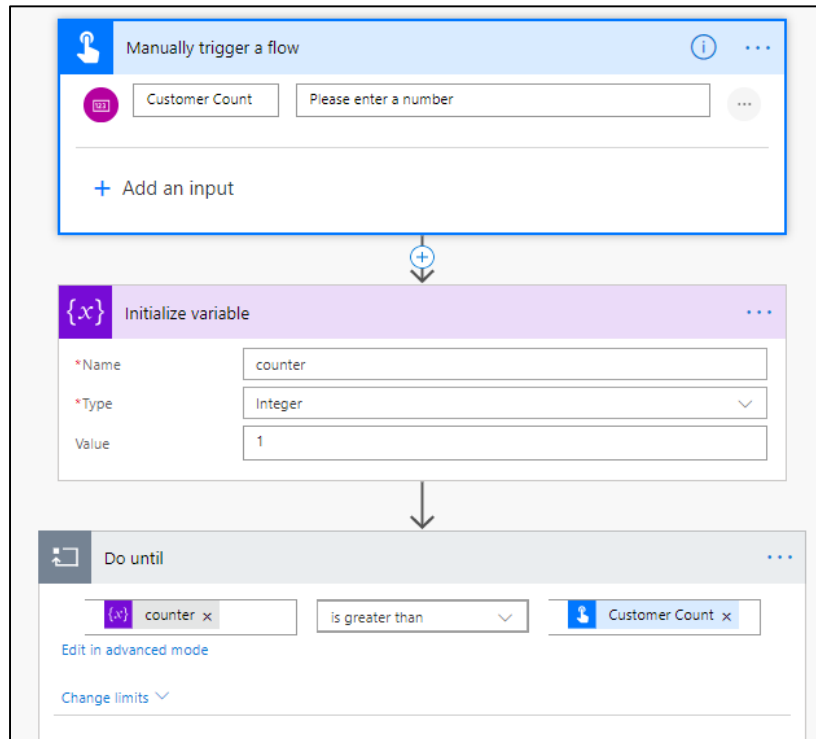 Manually trigger a flow
123 Customer Count Please enter a number
+ Add an input
{x} Initialize variable
*Name counter
*Type Integer
Value 1
Do until
{x} counter × is greater than Customer Count ×
Edit in advanced mode
Change limits